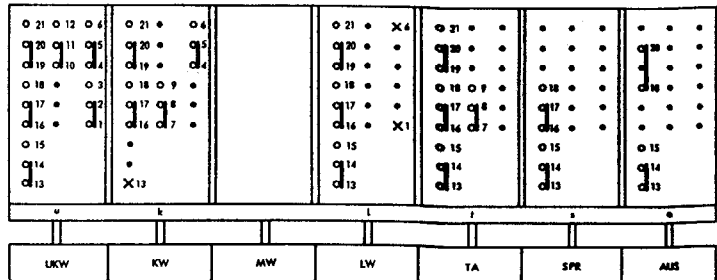 21 12 6 21 6 21 6 21
20 11 5 20 5 20 20 20
19 10 4 19 4 19 19
18 3 18 9 18 18 9 18 18
17 2 17 8 17 17 8 17
16 1 16 7 16 1 16 7 16
15 15 15 15 15
14 14 14 14 14
13 13 13 13 13 13
u k l t s a
UKW KW MW LW TA SPR AUS